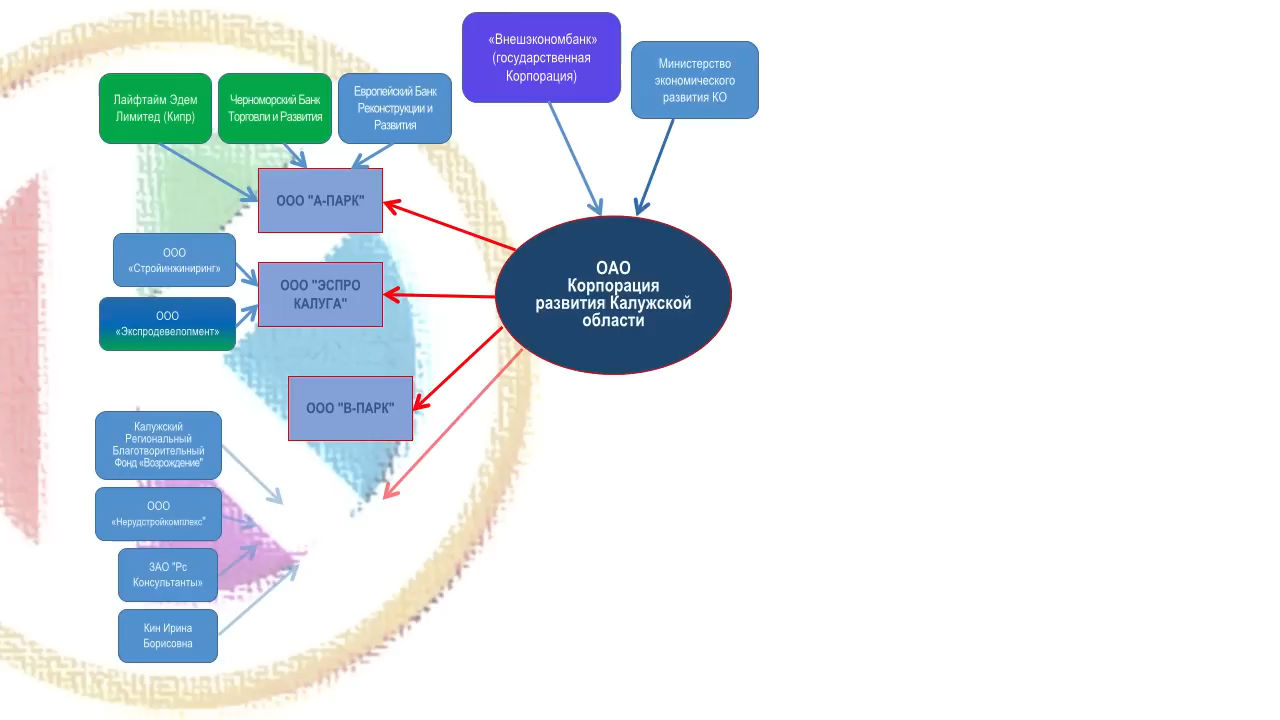 «Внешэкономбанк»
(государственная
Корпорация)
Министерство
экономического
развития КО
Лайфтайм Эдем
Лимитед (Кипр)
Черноморский Банк
Торговли и Развития
Европейский Банк
Реконструкции и
Развития
ООО "А-ПАРК"
ООО
«Стройинжиниринг»
ООО "ЭСПРО
КАЛУГА"
ООО
«Экспродевелопмент»
ОАО
Корпорация
развития Калужской
области
ООО "В-ПАРК"
Калужский
Региональный
Благотворительный
Фонд «Возрождение"
ООО
«Нерудстройкомплекс"
ЗАО "Рс
Консультанты»
Кин Ирина
Борисовна